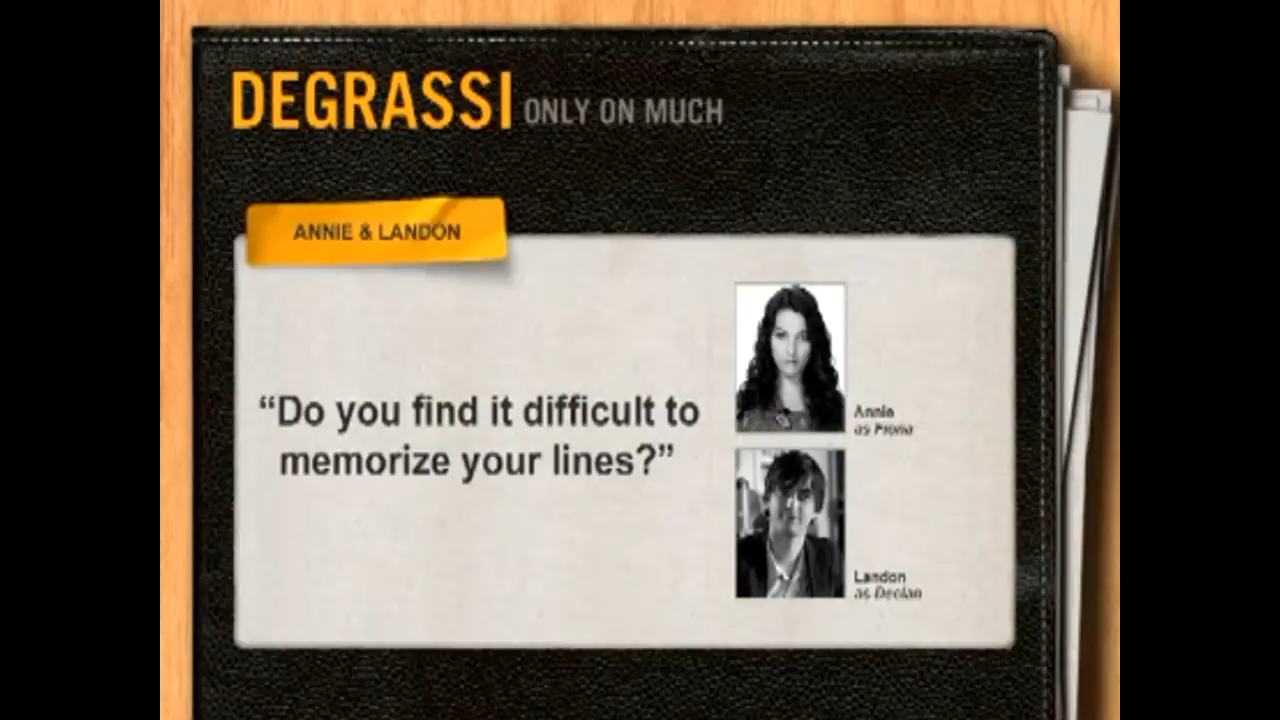 DEGRASSI ONLY ON MUCH
ANNIE & LANDON
“Do you find it difficult to
memorize your lines?”
Annie
as Fiona
Landon
as Declan